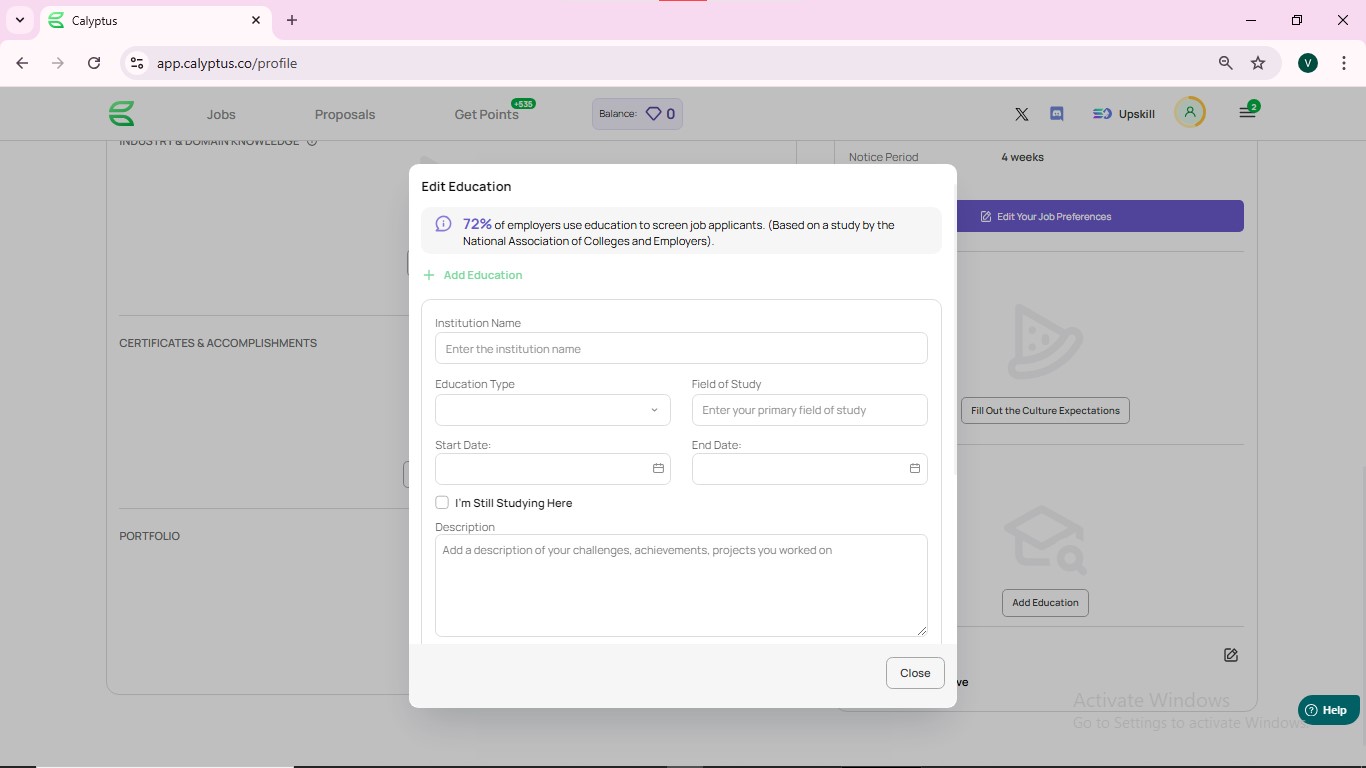 Calyptus
app.calyptus.co/profile
V
Jobs
Proposals
Get Points
+535
Balance: 0
Upskill
2
INDUSTRY & DOMAIN KNOWLEDGE
Notice Period 4 weeks
Edit Your Job Preferences
CERTIFICATES & ACCOMPLISHMENTS
PORTFOLIO
Edit Education
72% of employers use education to screen job applicants. (Based on a study by the
National Association of Colleges and Employers).
Add Education
Institution Name
Enter the institution name
Education Type
Field of Study
Enter your primary field of study
Start Date:
End Date:
I'm Still Studying Here
Description
Add a description of your challenges, achievements, projects you worked on
Close
Fill Out the Culture Expectations
Add Education
ve
Activate Windows
Go to Settings to activate Windows.
Help